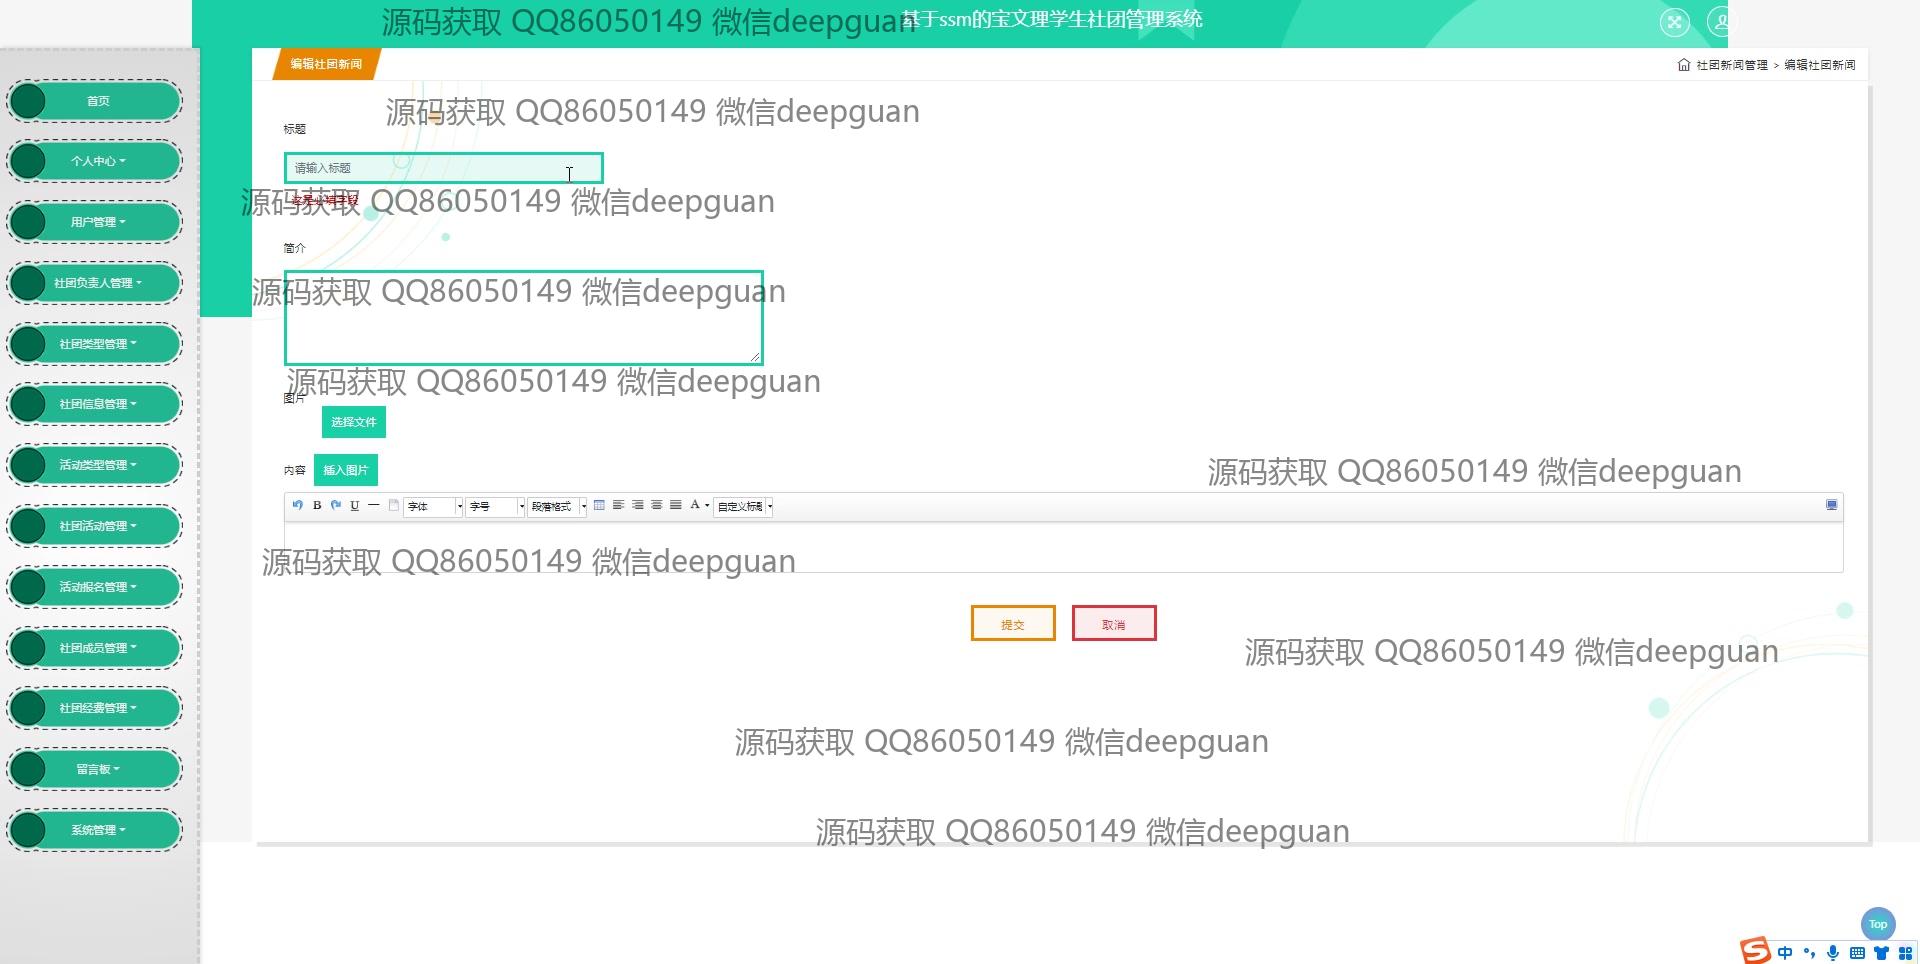 源码获取 QQ86050149 微信deepguan
基于ssm的宝文理学生社团管理系统
编辑社团新闻
社团新闻管理 > 编辑社团新闻
首页
个人中心
用户管理
社团负责人管理
社团类型管理
社团信息管理
活动类型管理
社团活动管理
活动报名管理
社团成员管理
社团经费管理
留言板
系统管理
源码获取 QQ86050149 微信deepguan
标题
请输入标题
源码获取 QQ86050149 微信deepguan
这是必填字段
简介
源码获取 QQ86050149 微信deepguan
源码获取 QQ86050149 微信deepguan
图片
选择文件
源码获取 QQ86050149 微信deepguan
内容
插入图片
B U 字体 字号 段落格式 A 自定义标题
源码获取 QQ86050149 微信deepguan
提交
取消
源码获取 QQ86050149 微信deepguan
源码获取 QQ86050149 微信deepguan
源码获取 QQ86050149 微信deepguan
Top
S 中